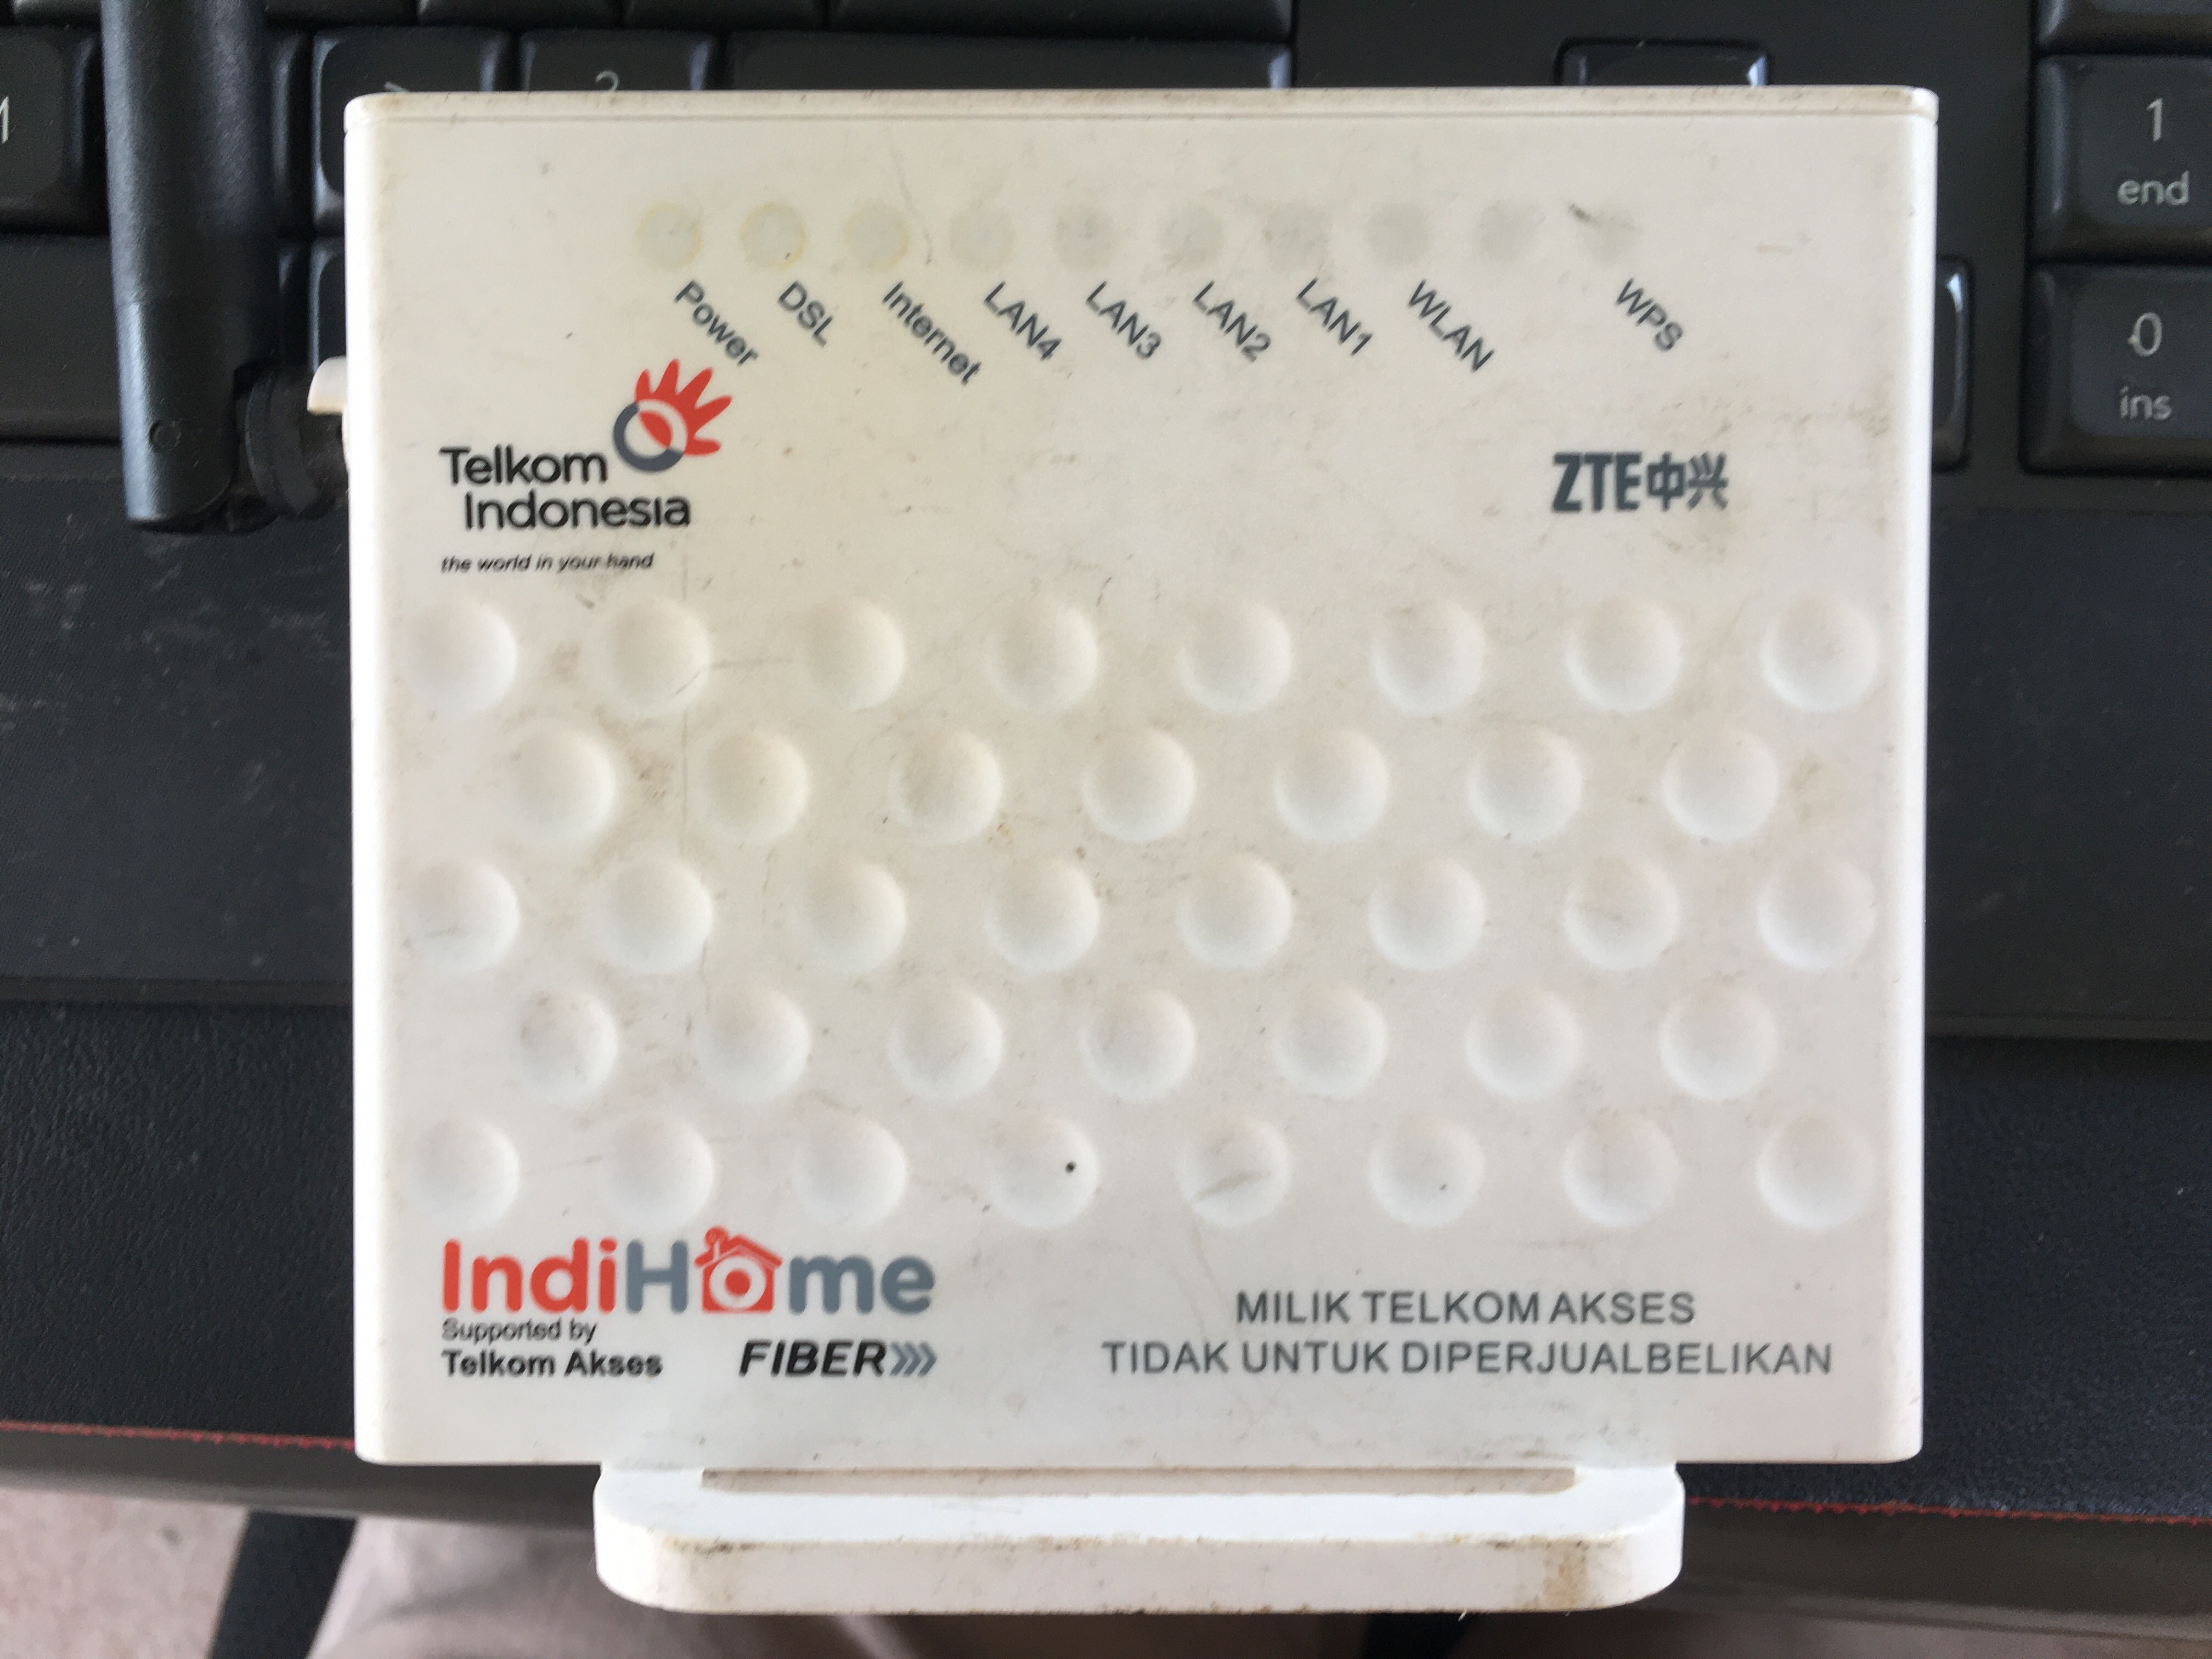 1
end
0
ins
Power
DSL
Internet
LAN4
LAN3
LAN2
LAN1
WLAN
WPS
Telkom
Indonesia
the world in your hand
ZTE中兴
IndiHome
Supported by
Telkom Akses
FIBER
MILIK TELKOM AKSES
TIDAK UNTUK DIPERJUALBELIKAN